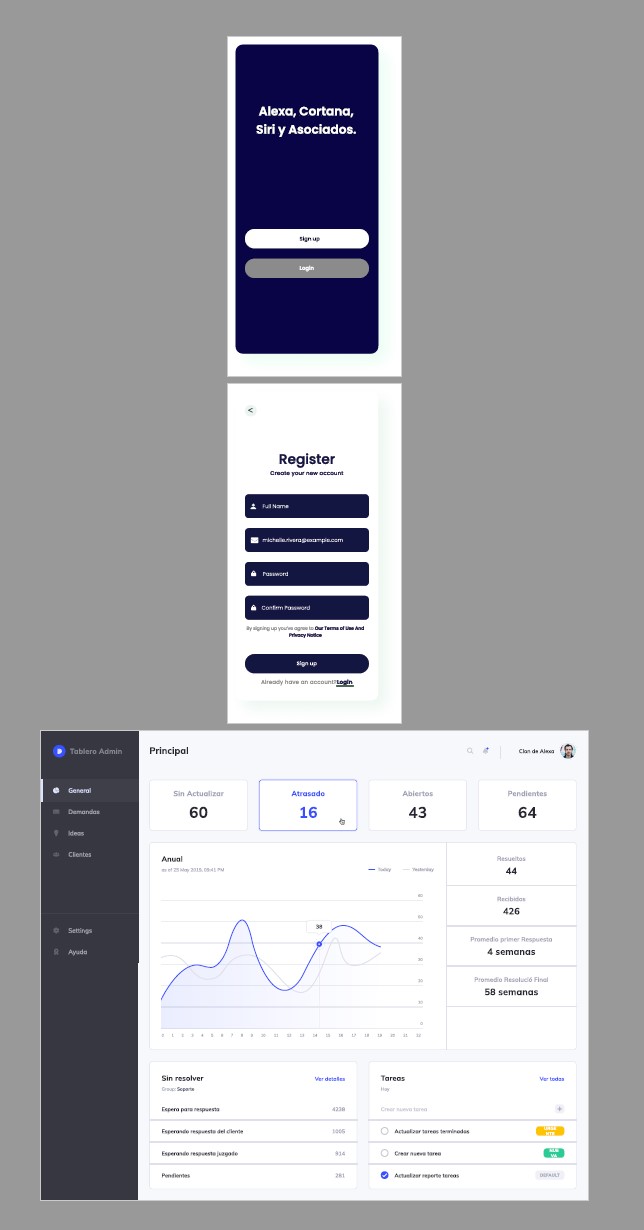 Alexa, Cortana,
Siri y Asociados.
Sign up
Login
<
Register
Create your new account
Full Name
michelle.rivera@example.com
Password
Confirm Password
By signing up you've agree to Our Terms of Use And
Privacy Notice
Sign up
Already have an account?Login
Tablero Admin
General
Demandas
Ideas
Clientes
Settings
Ayuda
Principal
Clan de Alexa
Sin Actualizar
60
Atrasado
16
Abiertos
43
Pendientes
64
Anual
as of 25 May 2019, 09:41 PM
Today
Yesterday
60
50
40
30
20
10
0
38
0 1 2 3 4 5 6 7 8 9 10 11 12 13 14 15 16 17 18 19 20 21 22
Resueltos
44
Recibidas
426
Promedio primer Respuesta
4 semanas
Promedio Resolució Final
58 semanas
Sin resolver
Ver detalles
Group: Soporte
Espera para respuesta
4238
Esperando respuesta del cliente
1005
Esperando respuesta juzgado
914
Pendientes
281
Tareas
Ver todas
Hoy
Crear nueva tarea
+
Actualizar tareas terminadas
URGE
NTE
Crear nueva tarea
NUE
VA
Actualizar reporte tareas
DEFAULT